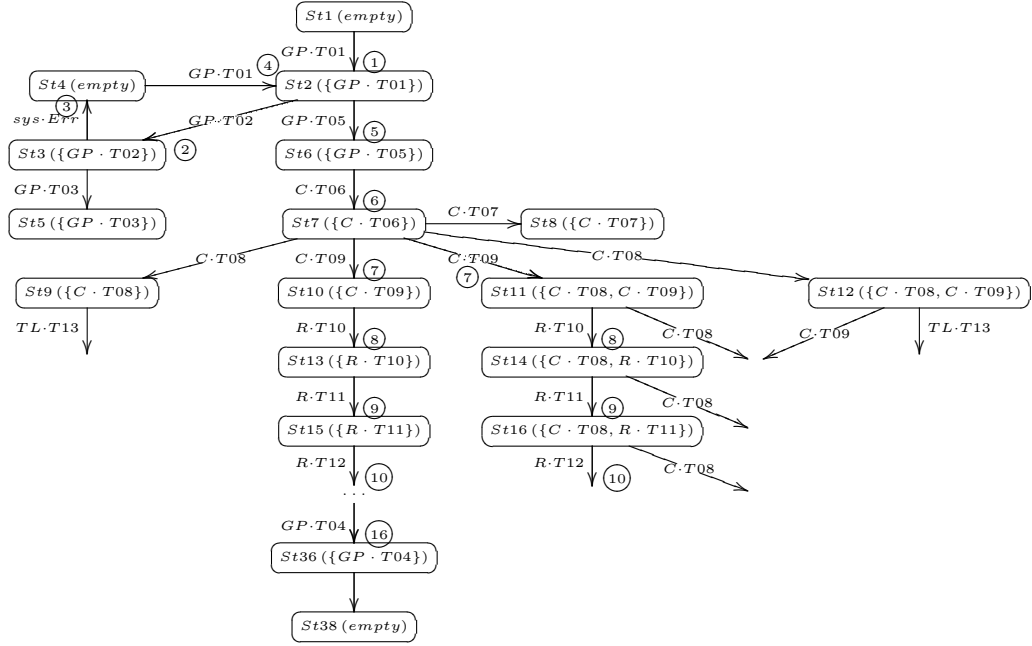 St1 (empty)
GP·T01 1
4 GP·T01
St4 (empty) St2 ({GP · T01})
3 sys·Err GP·T02 GP·T05 5
2
St3 ({GP · T02}) St6 ({GP · T05})
GP·T03 C·T06 6
St5 ({GP · T03}) St7 ({C · T06}) C·T07 St8 ({C · T07})
C·T08 C·T09 7 C·T09 7 C·T08
St9 ({C · T08}) St10 ({C · T09}) St11 ({C · T08, C · T09}) St12 ({C · T08, C · T09})
TL·T13 R·T10 8 R·T10 8 C·T08 C·T09 TL·T13
St13 ({R · T10}) St14 ({C · T08, R · T10})
R·T11 9 R·T11 9 C·T08
St15 ({R · T11}) St16 ({C · T08, R · T11})
R·T12 10 R·T12 10 C·T08
...
GP·T04 16
St36 ({GP · T04})
St38 (empty)